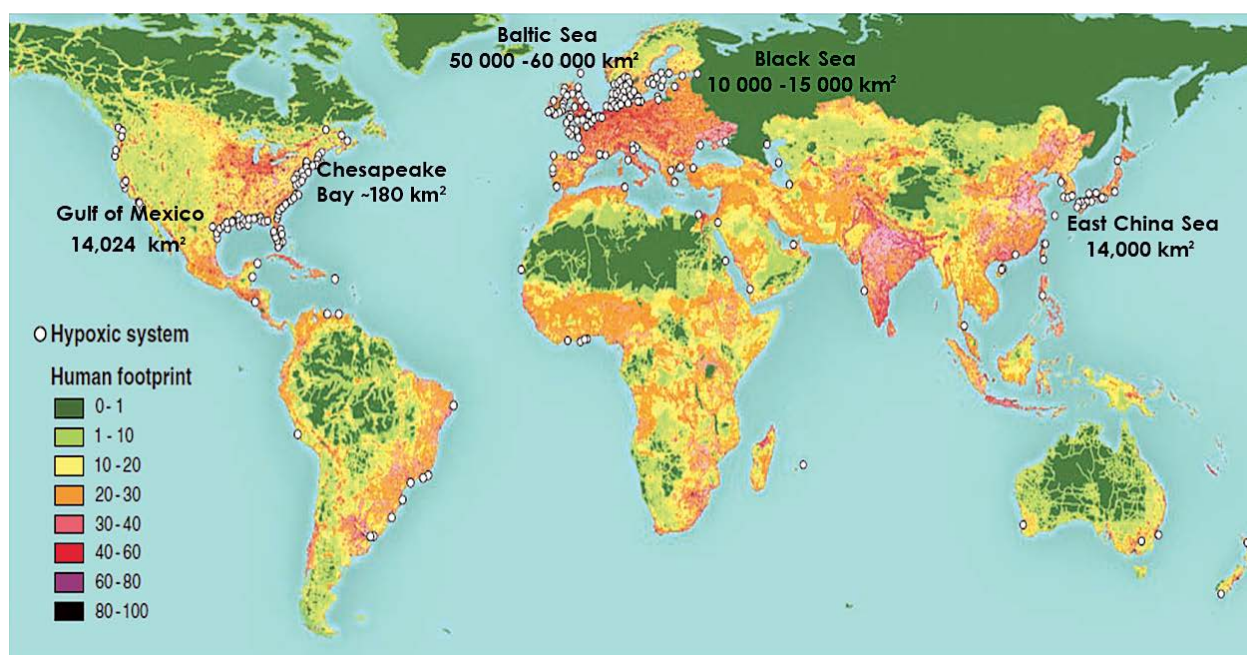 Baltic Sea
50 000 -60 000 km²
Black Sea
10 000 -15 000 km²
Chesapeake
Bay ~180 km²
Gulf of Mexico
14,024 km²
East China Sea
14,000 km²
Hypoxic system
Human footprint
0 - 1
1 - 10
10 - 20
20 - 30
30 - 40
40 - 60
60 - 80
80 - 100